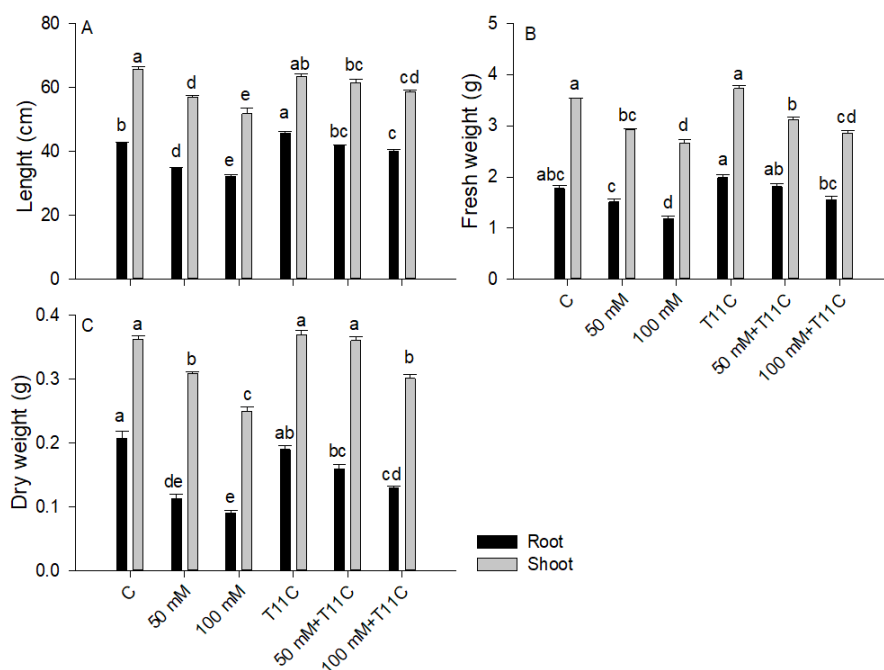 A
80
60
40
20
0
Lenght (cm)
a
b
d
d
e
e
ab
a
bc
bc
cd
c
B
5
4
3
2
1
0
Fresh weight (g)
a
abc
bc
c
d
d
a
a
b
ab
cd
bc
C
50 mM
100 mM
T11C
50 mM+T11C
100 mM+T11C
C
0.4
0.3
0.2
0.1
0.0
Dry weight (g)
a
a
b
de
c
e
a
ab
a
bc
b
cd
C
50 mM
100 mM
T11C
50 mM+T11C
100 mM+T11C
Root
Shoot